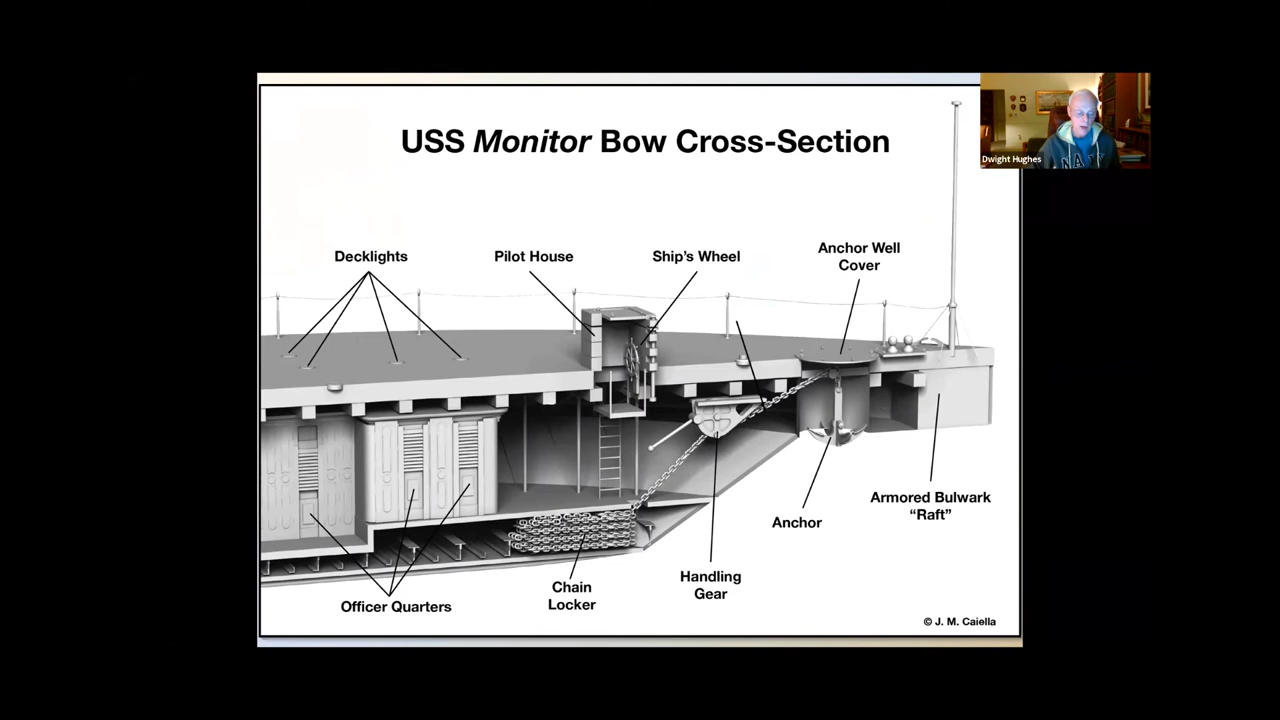 USS Monitor Bow Cross-Section
Dwight Hughes
NAVY
Decklights
Pilot House
Ship's Wheel
Anchor Well
Cover
Armored Bulwark
"Raft"
Anchor
Handling
Gear
Chain
Locker
Officer Quarters
© J. M. Caiella